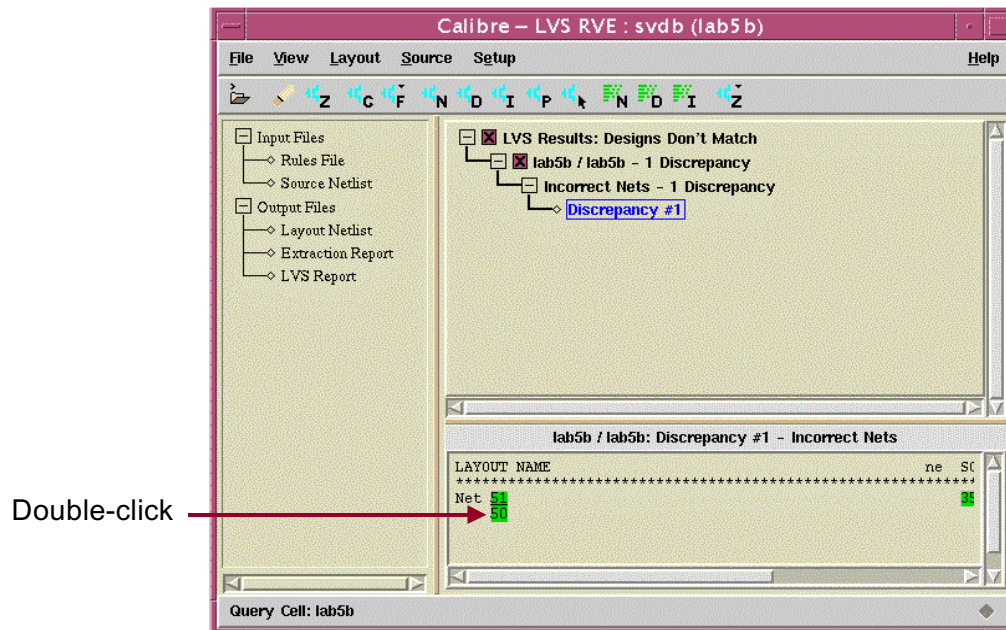 Calibre – LVS RVE : svdb (lab5b)
File View Layout Source Setup Help
Z C F N D I P N D I Z
Input Files
Rules File
Source Netlist
Output Files
Layout Netlist
Extraction Report
LVS Report
LVS Results: Designs Don't Match
lab5b / lab5b - 1 Discrepancy
Incorrect Nets - 1 Discrepancy
Discrepancy #1
lab5b / lab5b: Discrepancy #1 - Incorrect Nets
LAYOUT NAME ne
****************************************************************
Net 51 35
50
Double-click
Query Cell: lab5b